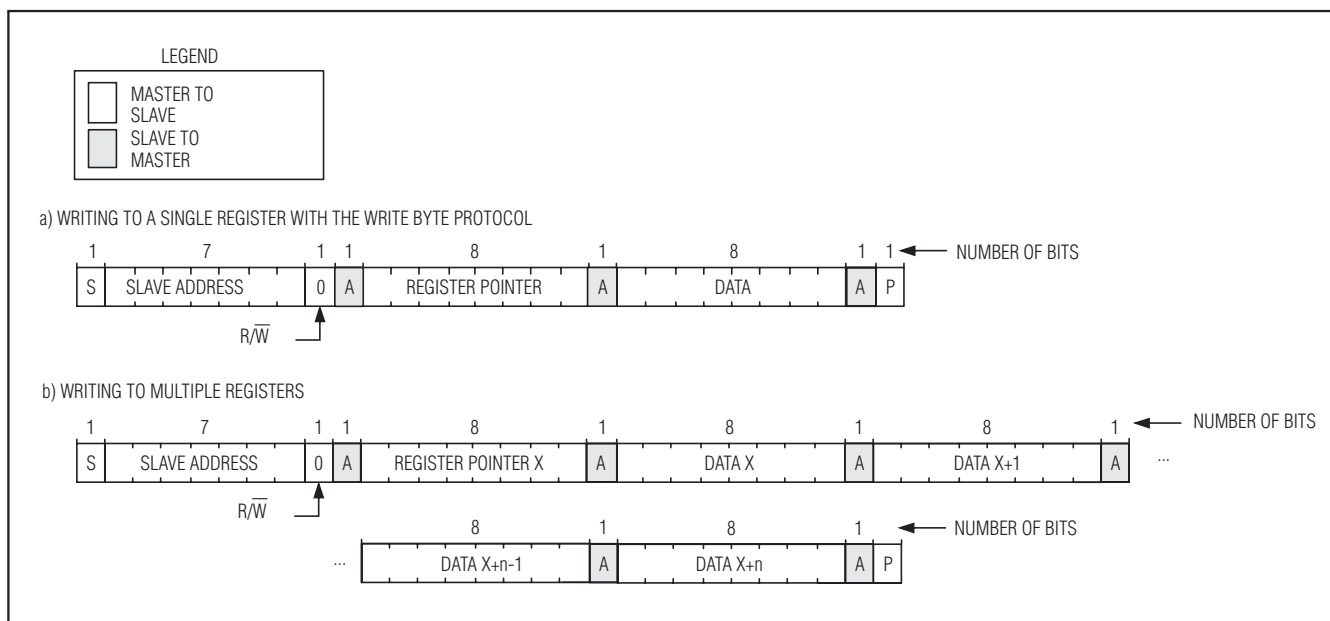 LEGEND
MASTER TO
SLAVE
SLAVE TO
MASTER
a) WRITING TO A SINGLE REGISTER WITH THE WRITE BYTE PROTOCOL
1 7 1 1 8 1 8 1 1 NUMBER OF BITS
S SLAVE ADDRESS 0 A REGISTER POINTER A DATA A P
R/W̅
b) WRITING TO MULTIPLE REGISTERS
1 7 1 1 8 1 8 1 8 1 NUMBER OF BITS
S SLAVE ADDRESS 0 A REGISTER POINTER X A DATA X A DATA X+1 A ...
R/W̅
8 1 8 1 NUMBER OF BITS
... DATA X+n-1 A DATA X+n A P